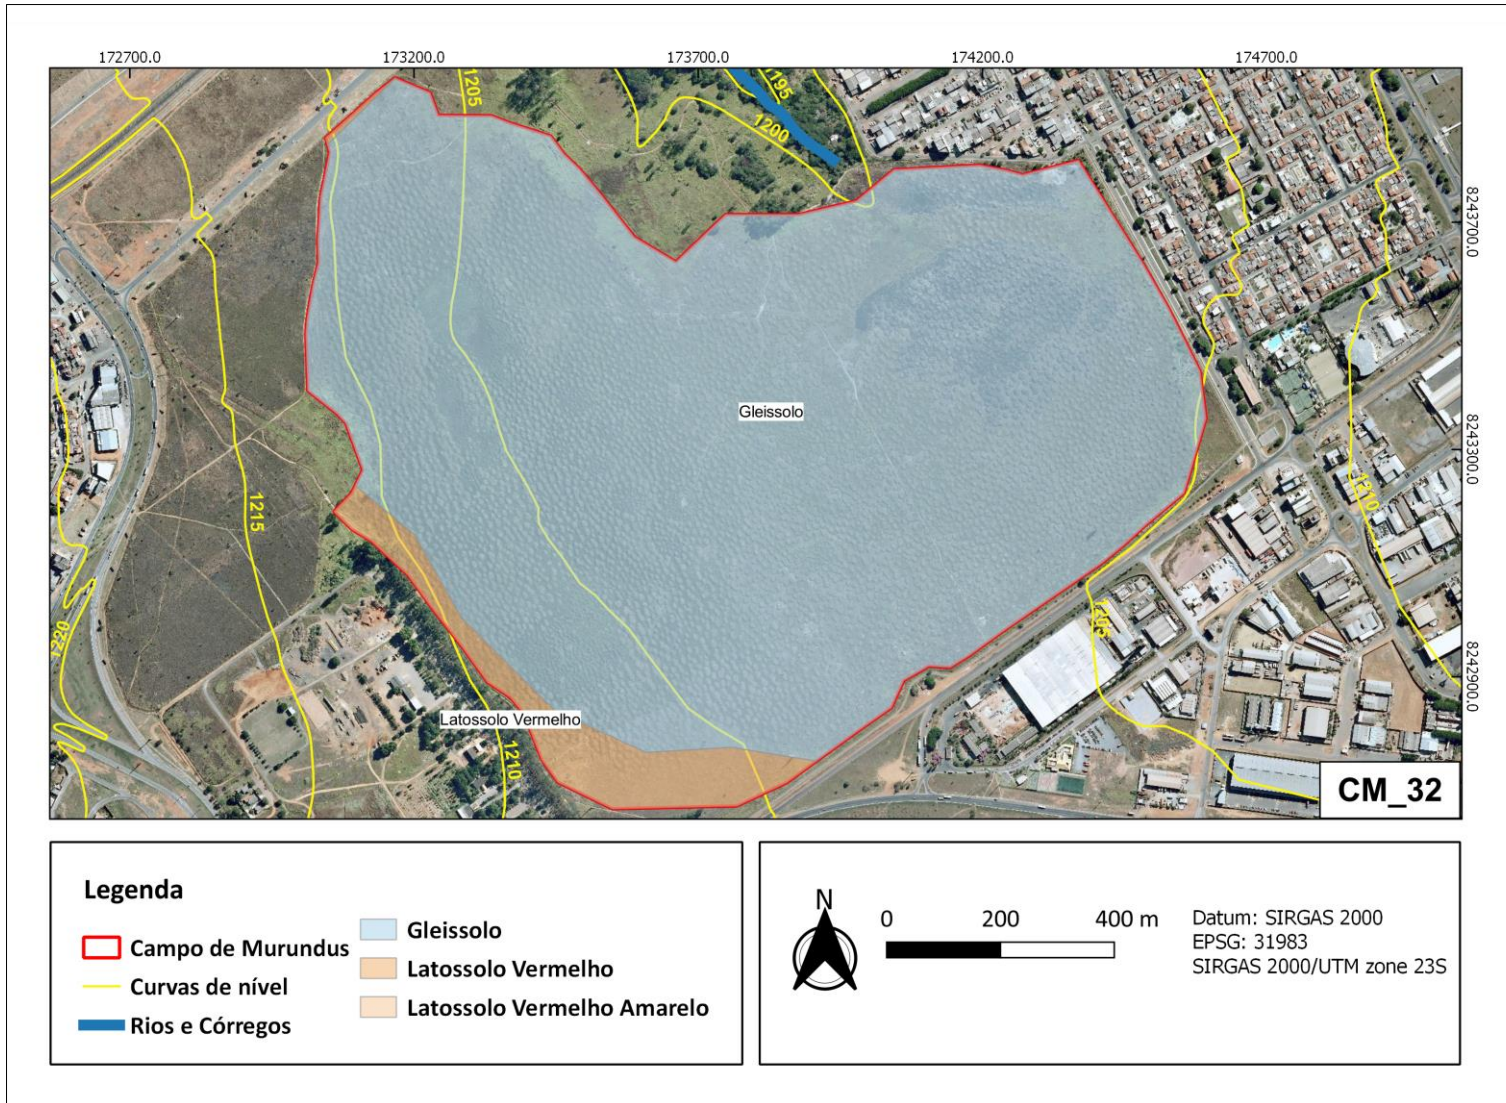 172700.0 173200.0 173700.0 174200.0 174700.0
1205
1195
1200
8243700.0
Gleissolo
8243300.0
1215
1210
1220
1205
8242900.0
Latossolo Vermelho
1210
CM_32
Legenda
Campo de Murundus
Curvas de nível
Rios e Córregos
Gleissolo
Latossolo Vermelho
Latossolo Vermelho Amarelo
N
0 200 400 m
Datum: SIRGAS 2000
EPSG: 31983
SIRGAS 2000/UTM zone 23S